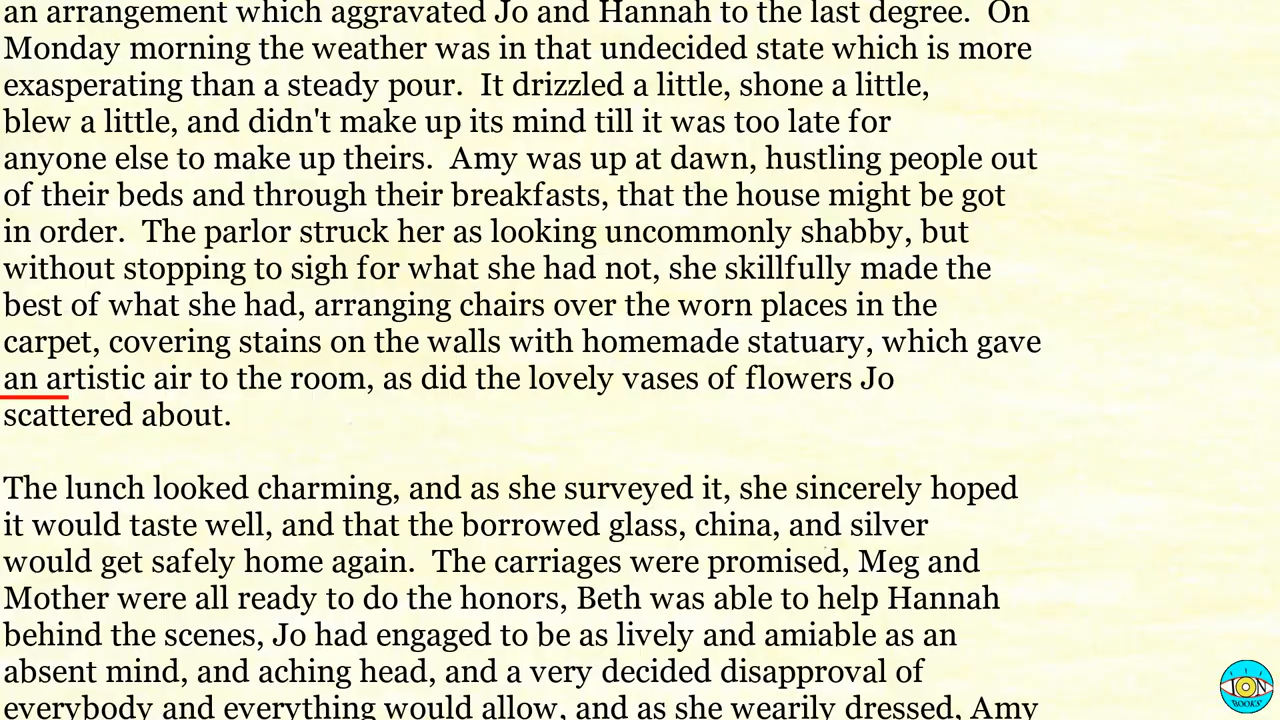 an arrangement which aggravated Jo and Hannah to the last degree.  On
Monday morning the weather was in that undecided state which is more
exasperating than a steady pour.  It drizzled a little, shone a little,
blew a little, and didn't make up its mind till it was too late for
anyone else to make up theirs.  Amy was up at dawn, hustling people out
of their beds and through their breakfasts, that the house might be got
in order.  The parlor struck her as looking uncommonly shabby, but
without stopping to sigh for what she had not, she skillfully made the
best of what she had, arranging chairs over the worn places in the
carpet, covering stains on the walls with homemade statuary, which gave
an artistic air to the room, as did the lovely vases of flowers Jo
scattered about.
The lunch looked charming, and as she surveyed it, she sincerely hoped
it would taste well, and that the borrowed glass, china, and silver
would get safely home again.  The carriages were promised, Meg and
Mother were all ready to do the honors, Beth was able to help Hannah
behind the scenes, Jo had engaged to be as lively and amiable as an
absent mind, and aching head, and a very decided disapproval of
everybody and everything would allow, and as she wearily dressed, Amy
ION
BOOKS